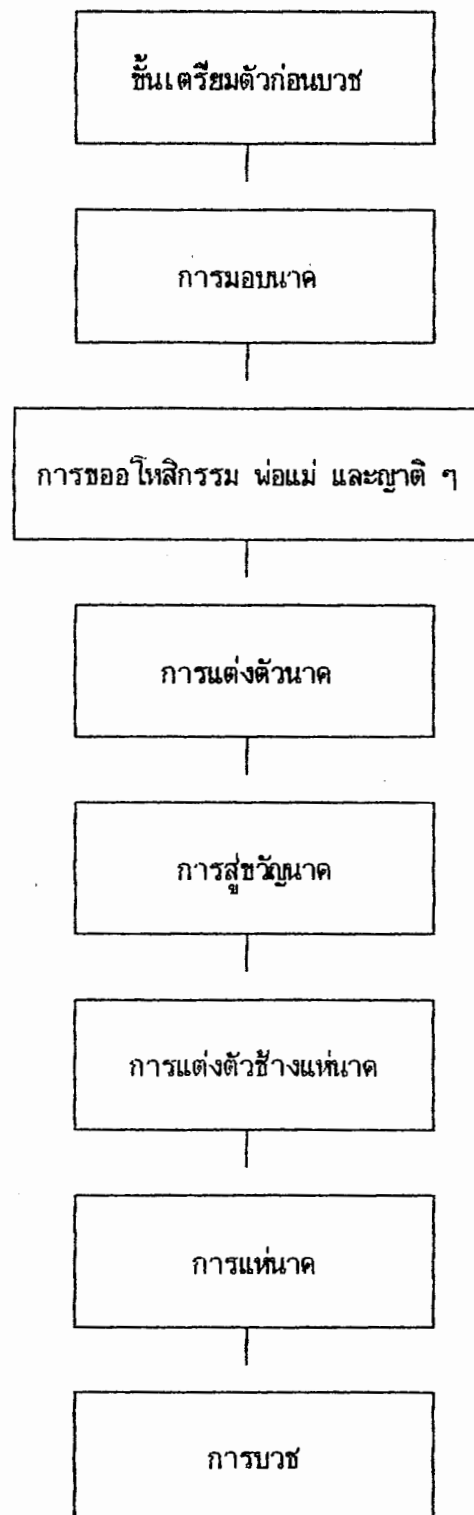 ขั้นเตรียมตัวก่อนบวช
การมอบนาค
การขออโหสิกรรม พ่อแม่ และญาติ ๆ
การแต่งตัวนาค
การสู่ขวัญนาค
การแต่งตัวช้างแห่นาค
การแห่นาค
การบวช